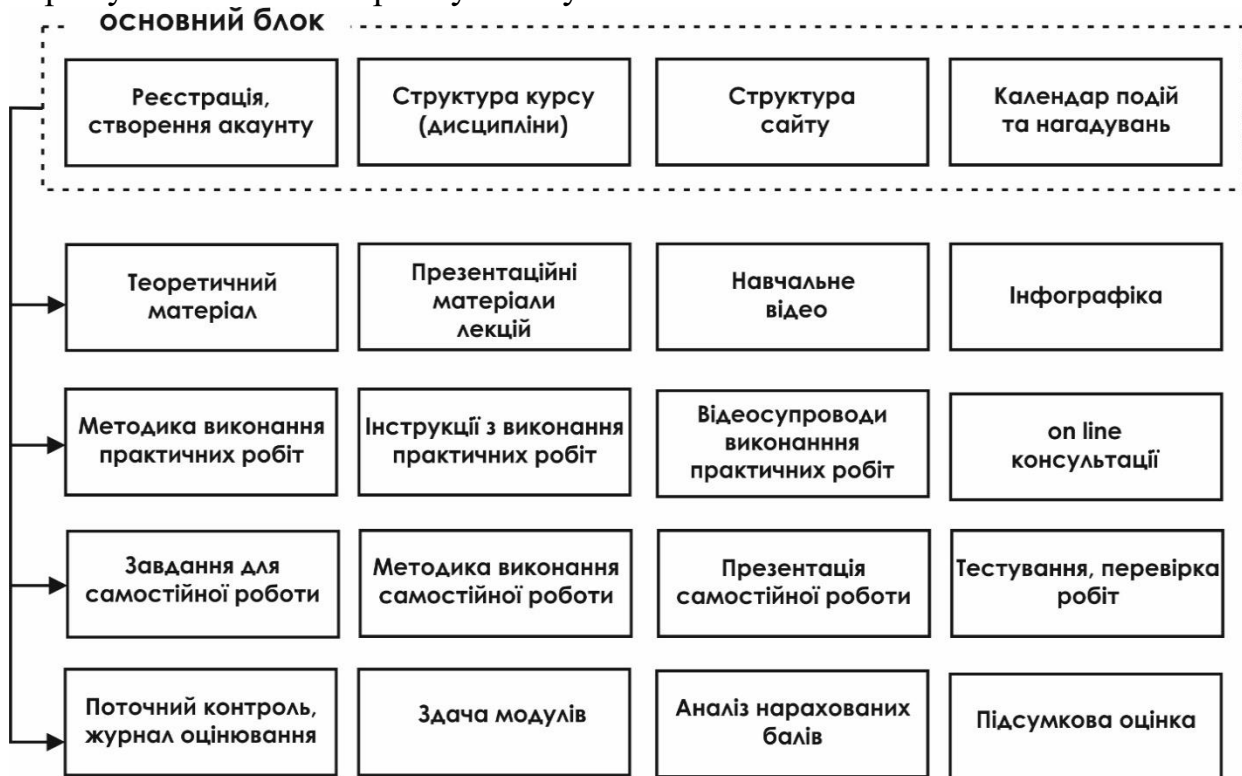 основний блок
Реєстрація,
створення акаунту
Структура курсу
(дисципліни)
Структура
сайту
Календар подій
та нагадувань
Теоретичний
матеріал
Презентаційні
матеріали
лекцій
Навчальне
відео
Інфографіка
Методика виконання
практичних робіт
Інструкції з виконання
практичних робіт
Відеосупроводи
виконанння
практичних робіт
on line
консультації
Завдання для
самостійної роботи
Методика виконання
самостійної роботи
Презентація
самостійної роботи
Тестування, перевірка
робіт
Поточний контроль,
журнал оцінювання
Здача модулів
Аналіз нарахованих
балів
Підсумкова оцінка